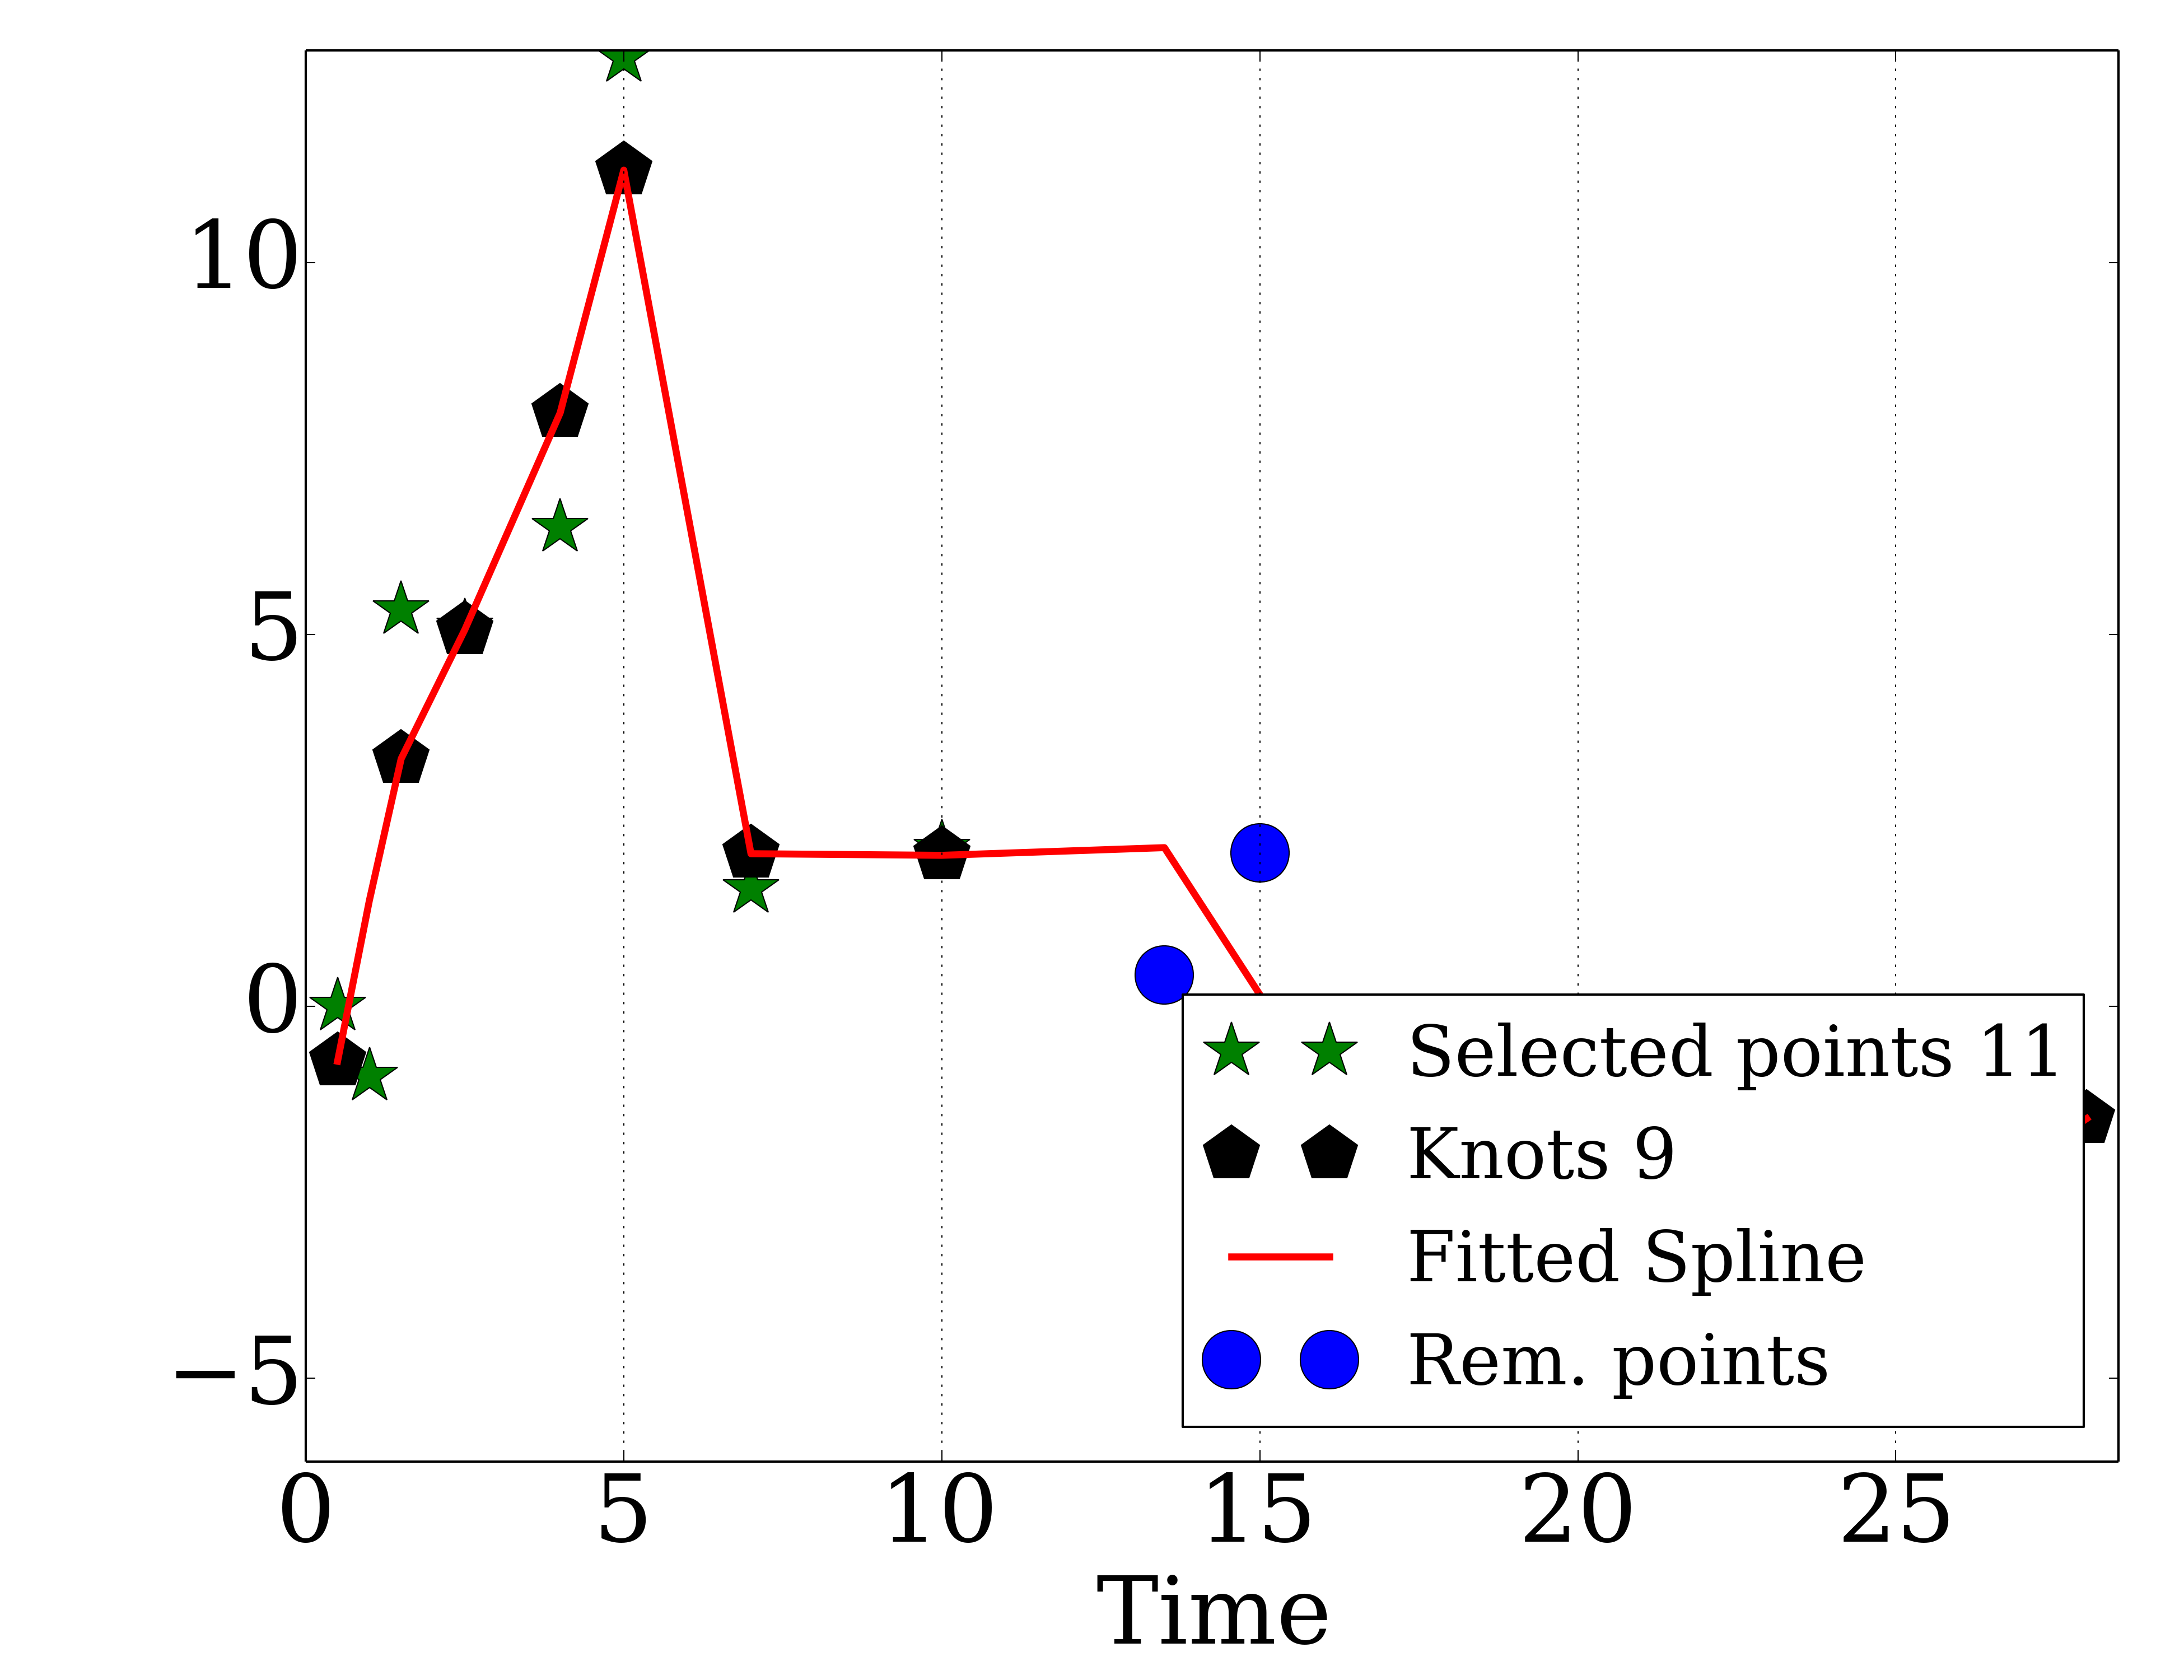 10
5
0
−5
Selected points 11
Knots 9
Fitted Spline
Rem. points
0 5 10 15 20 25
Time